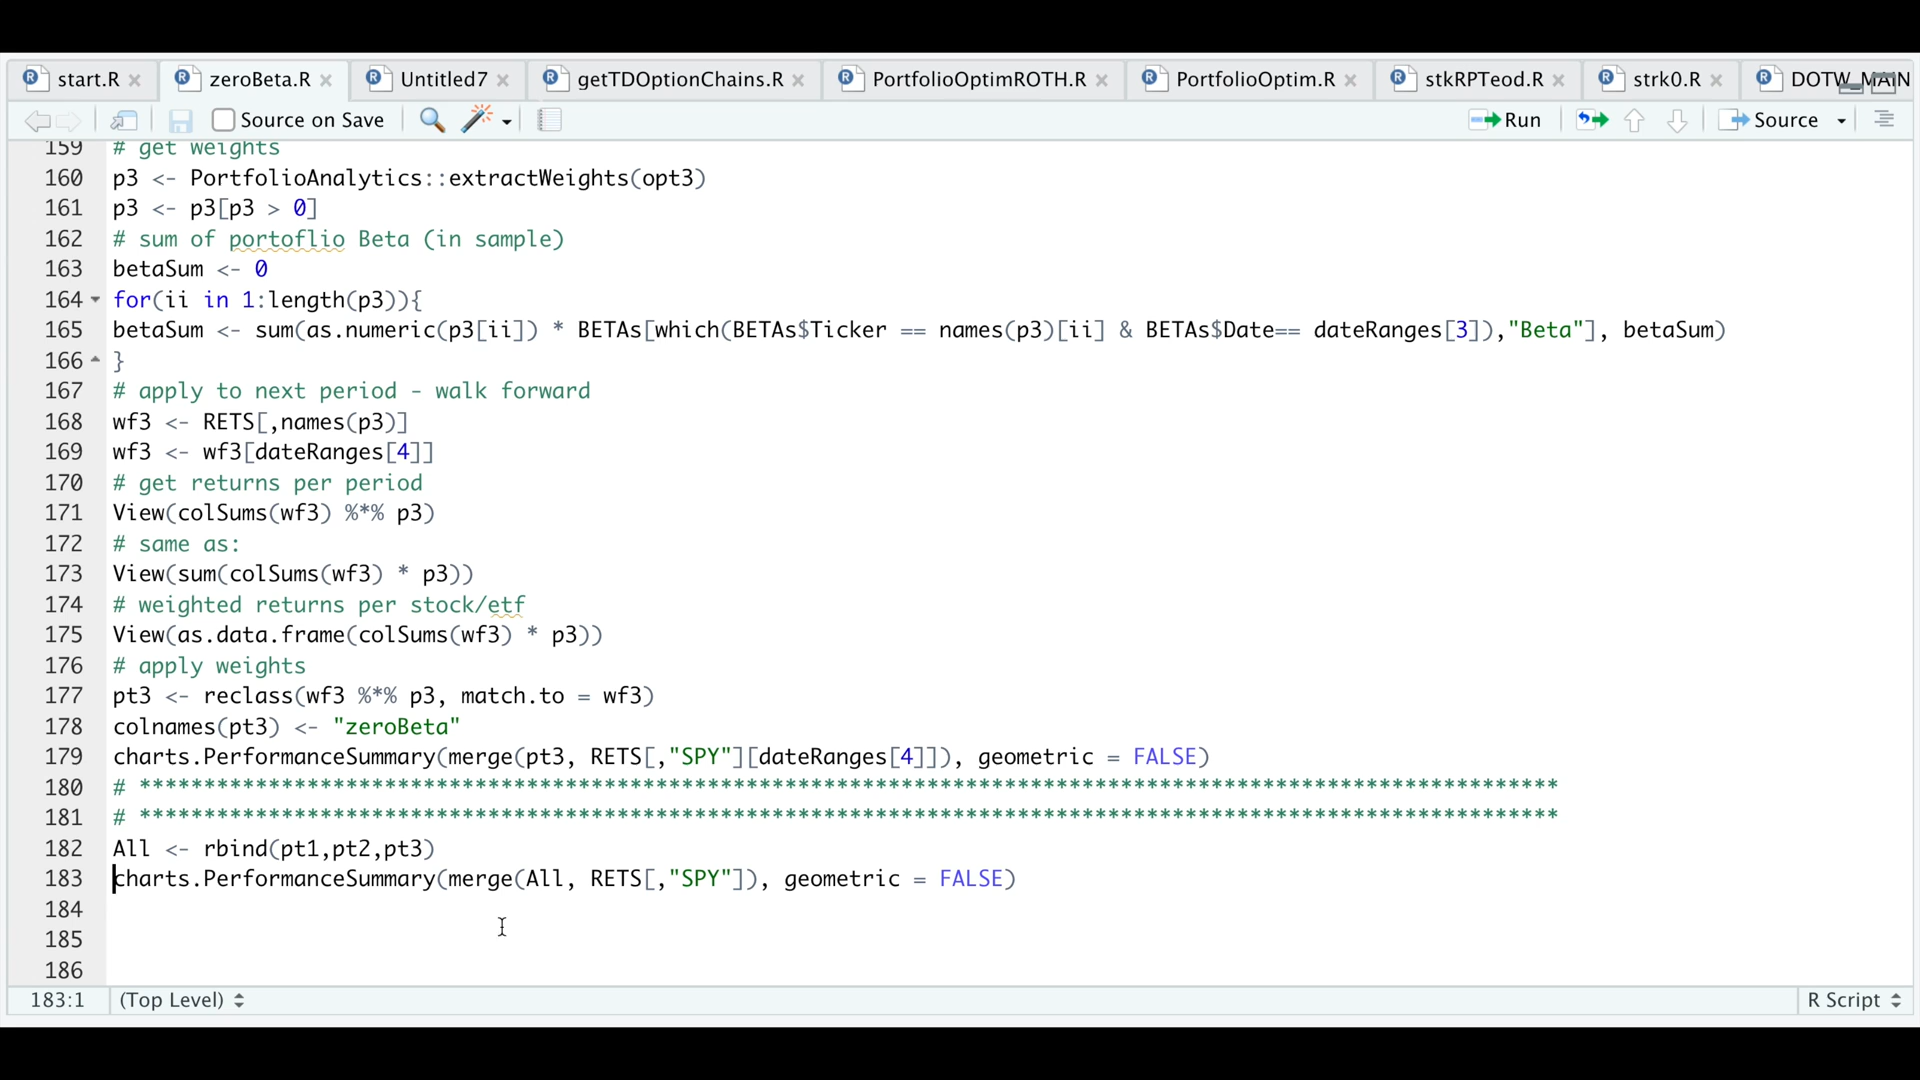 start.R
zeroBeta.R
Untitled7
getTDOptionChains.R
PortfolioOptimROTH.R
PortfolioOptim.R
stkRPTeod.R
strk0.R
DOTW_MAIN
Source on Save
Run
Source
159 # get weights
160 p3 <- PortfolioAnalytics::extractWeights(opt3)
161 p3 <- p3[p3 > 0]
162 # sum of portoflio Beta (in sample)
163 betaSum <- 0
164 for(ii in 1:length(p3)){
165 betaSum <- sum(as.numeric(p3[ii]) * BETAs[which(BETAs$Ticker == names(p3)[ii] & BETAs$Date== dateRanges[3]),"Beta"], betaSum)
166 }
167 # apply to next period - walk forward
168 wf3 <- RETS[,names(p3)]
169 wf3 <- wf3[dateRanges[4]]
170 # get returns per period
171 View(colSums(wf3) %*% p3)
172 # same as:
173 View(sum(colSums(wf3) * p3))
174 # weighted returns per stock/etf
175 View(as.data.frame(colSums(wf3) * p3))
176 # apply weights
177 pt3 <- reclass(wf3 %*% p3, match.to = wf3)
178 colnames(pt3) <- "zeroBeta"
179 charts.PerformanceSummary(merge(pt3, RETS[,"SPY"][dateRanges[4]]), geometric = FALSE)
180 # **************************************************************************************************************
181 # **************************************************************************************************************
182 All <- rbind(pt1,pt2,pt3)
183 charts.PerformanceSummary(merge(All, RETS[,"SPY"]), geometric = FALSE)
184
185
186
183:1 (Top Level)
R Script